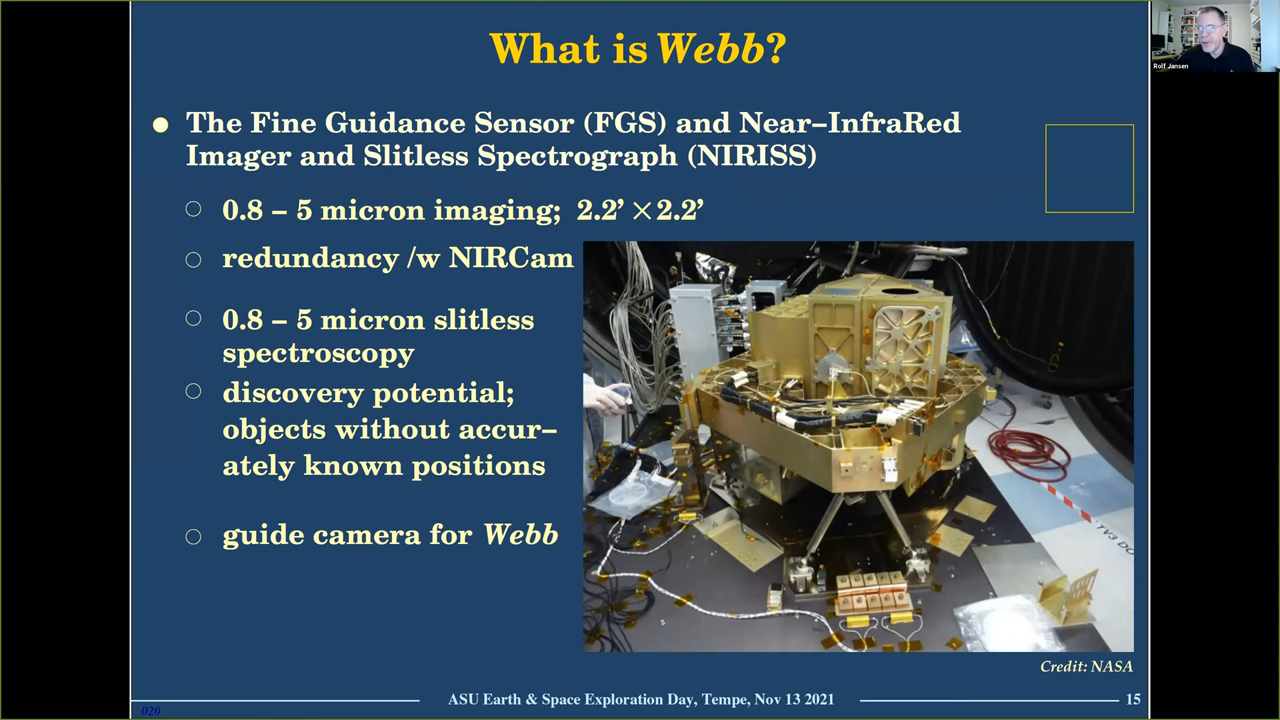 What is Webb?
Rolf Jansen
The Fine Guidance Sensor (FGS) and Near–InfraRed
Imager and Slitless Spectrograph (NIRISS)
0.8 – 5 micron imaging; 2.2’ × 2.2’
redundancy /w NIRCam
0.8 – 5 micron slitless
spectroscopy
discovery potential;
objects without accur–
ately known positions
guide camera for Webb
TV3 DO
Credit: NASA
ASU Earth & Space Exploration Day, Tempe, Nov 13 2021
15
020